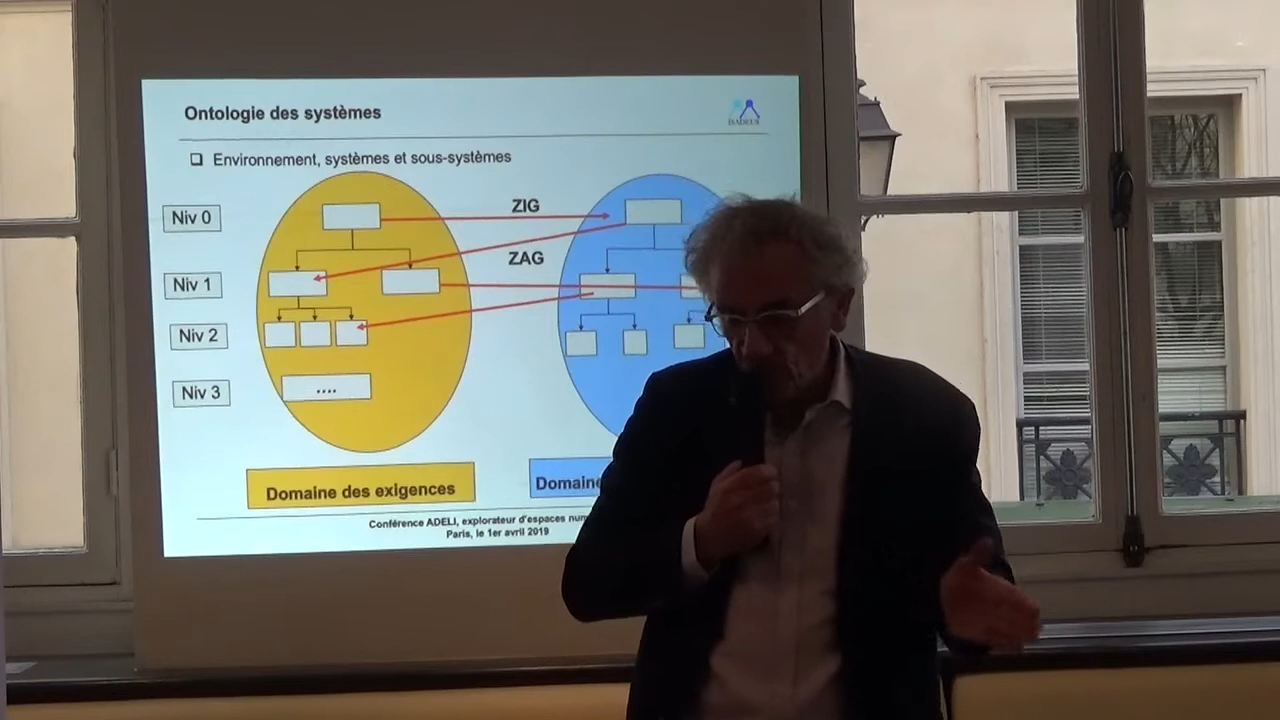 Ontologie des systèmes
ISADEUS
❑ Environnement, systèmes et sous-systèmes
Niv 0
ZIG
ZAG
Niv 1
Niv 2
Niv 3
....
Domaine des exigences
Domaine
Conférence ADELI, explorateur d'espaces
Paris, le 1er avril 2019